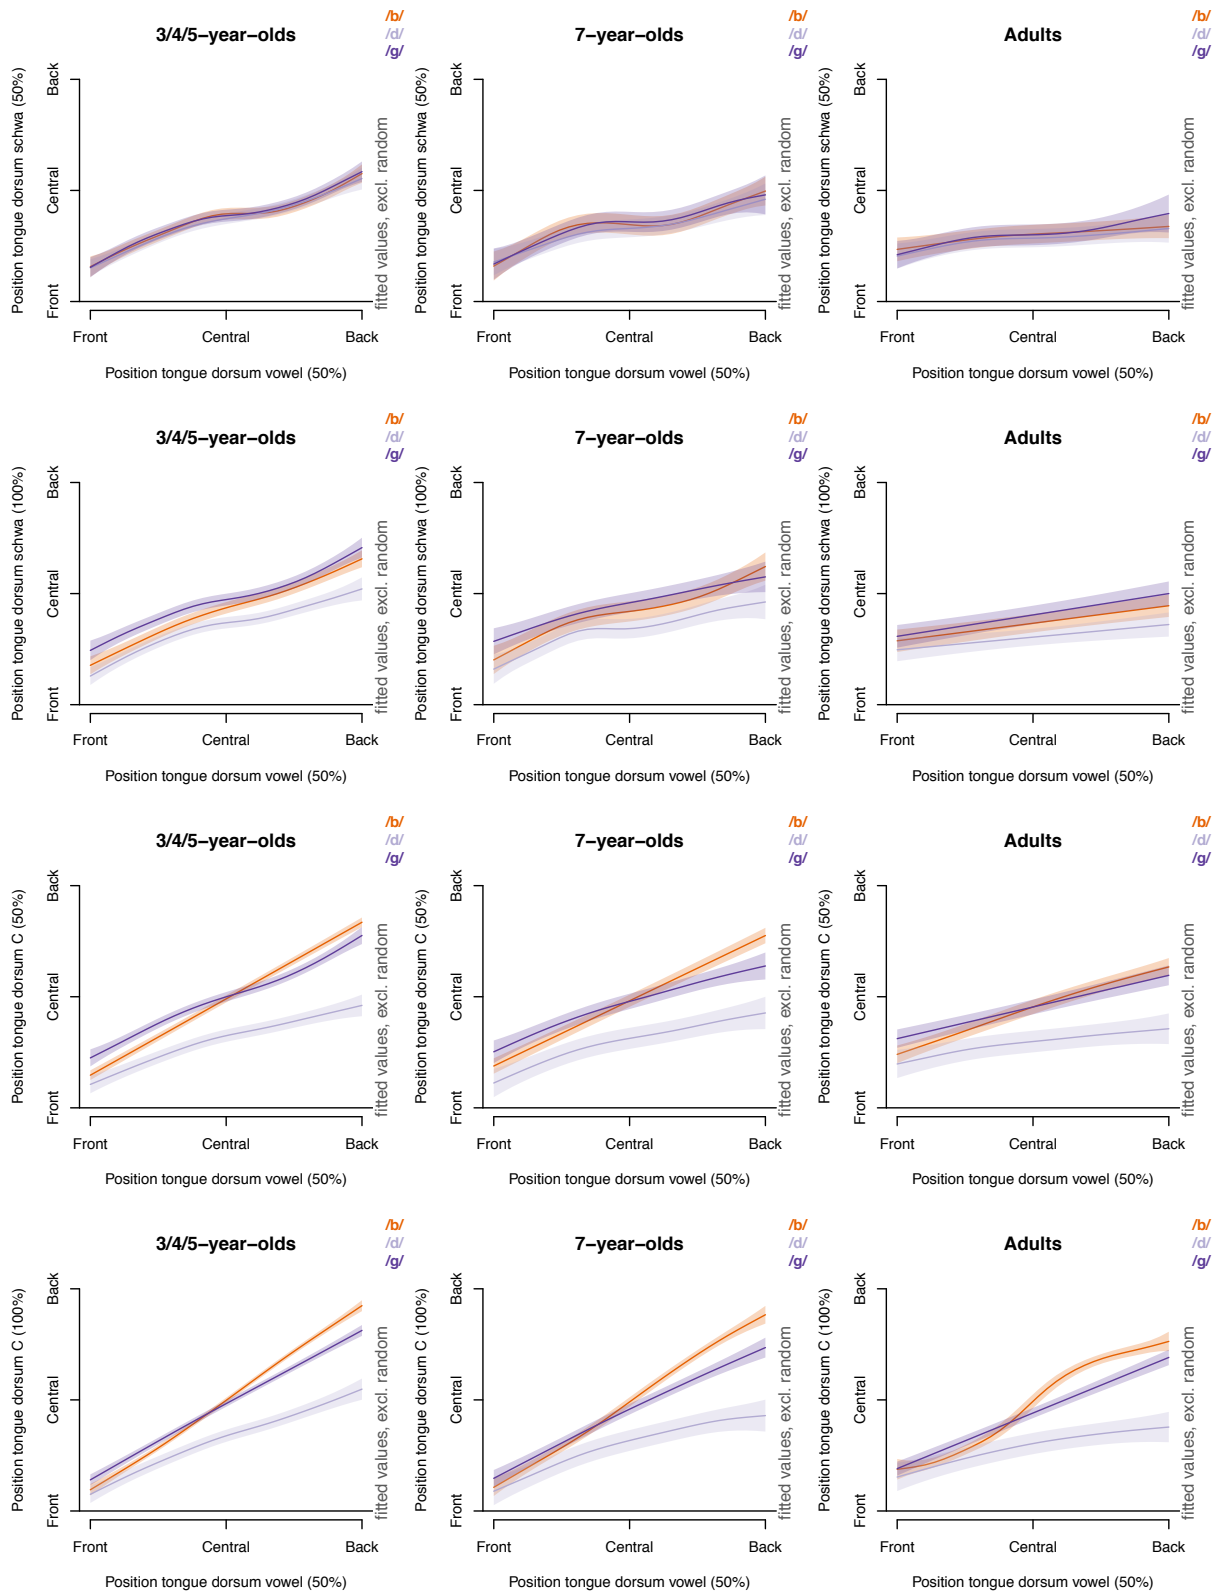 3/4/5−year−olds
/b/
/d/
/g/
Position tongue dorsum schwa (50%)
Back
Central
Front
Front Central Back
Position tongue dorsum vowel (50%)
fitted values, excl. random
7−year−olds
/b/
/d/
/g/
Position tongue dorsum schwa (50%)
Back
Central
Front
Front Central Back
Position tongue dorsum vowel (50%)
fitted values, excl. random
Adults
/b/
/d/
/g/
Position tongue dorsum schwa (50%)
Back
Central
Front
Front Central Back
Position tongue dorsum vowel (50%)
fitted values, excl. random
3/4/5−year−olds
/b/
/d/
/g/
Position tongue dorsum schwa (100%)
Back
Central
Front
Front Central Back
Position tongue dorsum vowel (50%)
fitted values, excl. random
7−year−olds
/b/
/d/
/g/
Position tongue dorsum schwa (100%)
Back
Central
Front
Front Central Back
Position tongue dorsum vowel (50%)
fitted values, excl. random
Adults
/b/
/d/
/g/
Position tongue dorsum schwa (100%)
Back
Central
Front
Front Central Back
Position tongue dorsum vowel (50%)
fitted values, excl. random
3/4/5−year−olds
/b/
/d/
/g/
Position tongue dorsum C (50%)
Back
Central
Front
Front Central Back
Position tongue dorsum vowel (50%)
fitted values, excl. random
7−year−olds
/b/
/d/
/g/
Position tongue dorsum C (50%)
Back
Central
Front
Front Central Back
Position tongue dorsum vowel (50%)
fitted values, excl. random
Adults
/b/
/d/
/g/
Position tongue dorsum C (50%)
Back
Central
Front
Front Central Back
Position tongue dorsum vowel (50%)
fitted values, excl. random
3/4/5−year−olds
/b/
/d/
/g/
Position tongue dorsum C (100%)
Back
Central
Front
Front Central Back
Position tongue dorsum vowel (50%)
fitted values, excl. random
7−year−olds
/b/
/d/
/g/
Position tongue dorsum C (100%)
Back
Central
Front
Front Central Back
Position tongue dorsum vowel (50%)
fitted values, excl. random
Adults
/b/
/d/
/g/
Position tongue dorsum C (100%)
Back
Central
Front
Front Central Back
Position tongue dorsum vowel (50%)
fitted values, excl. random